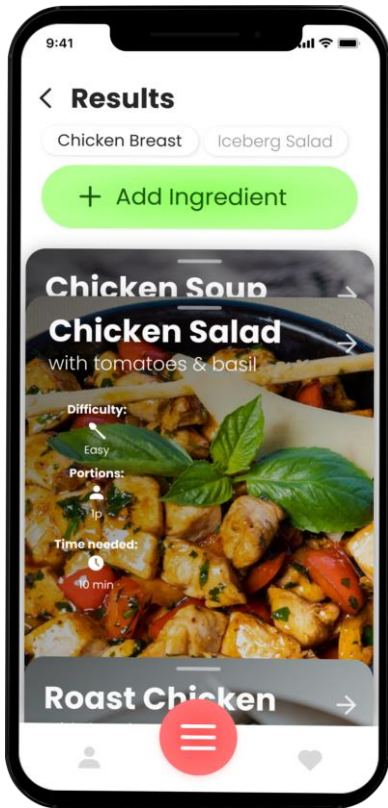 9:41
Results
Chicken Breast
Iceberg Salad
+ Add Ingredient
Chicken Soup
Chicken Salad
with tomatoes & basil
Difficulty:
Easy
Portions:
1p
Time needed:
10 min
Roast Chicken